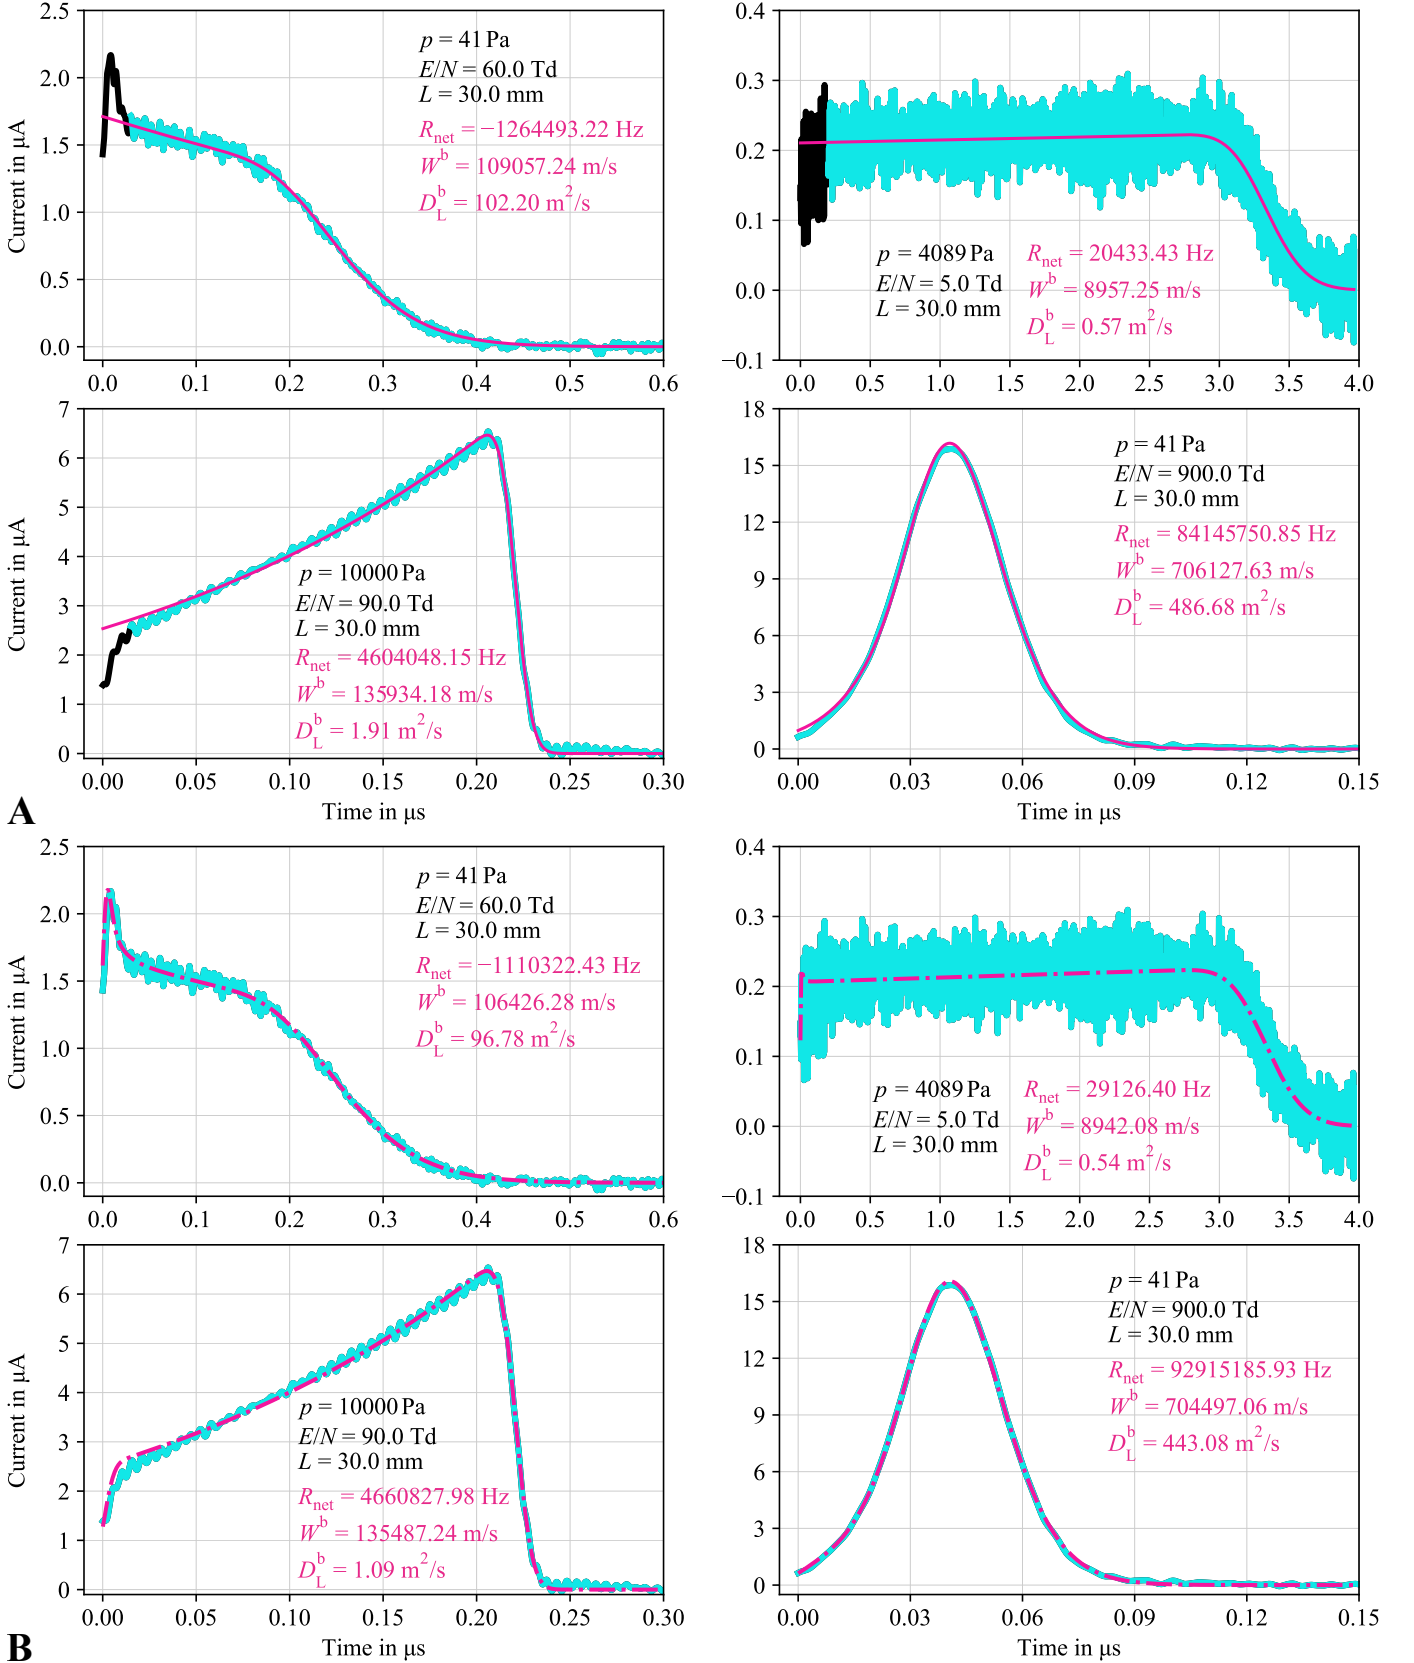 2.5
2.0
1.5
1.0
0.5
0.0
Current in μA
p = 41 Pa
E/N = 60.0 Td
L = 30.0 mm
R_net = −1264493.22 Hz
W^b = 109057.24 m/s
D_L^b = 102.20 m²/s
0.0 0.1 0.2 0.3 0.4 0.5 0.6
0.4
0.3
0.2
0.1
0.0
−0.1
p = 4089 Pa
E/N = 5.0 Td
L = 30.0 mm
R_net = 20433.43 Hz
W^b = 8957.25 m/s
D_L^b = 0.57 m²/s
0.0 0.5 1.0 1.5 2.0 2.5 3.0 3.5 4.0
7
6
5
4
3
2
1
0
Current in μA
p = 10000 Pa
E/N = 90.0 Td
L = 30.0 mm
R_net = 4604048.15 Hz
W^b = 135934.18 m/s
D_L^b = 1.91 m²/s
0.00 0.05 0.10 0.15 0.20 0.20 0.30
Time in μs
18
15
12
9
6
3
0
p = 41 Pa
E/N = 900.0 Td
L = 30.0 mm
R_net = 84145750.85 Hz
W^b = 706127.63 m/s
D_L^b = 486.68 m²/s
0.00 0.03 0.06 0.09 0.12 0.15
Time in μs
A
2.5
2.0
1.5
1.0
0.5
0.0
Current in μA
p = 41 Pa
E/N = 60.0 Td
L = 30.0 mm
R_net = −1110322.43 Hz
W^b = 106426.28 m/s
D_L^b = 96.78 m²/s
0.0 0.1 0.2 0.3 0.4 0.5 0.6
0.4
0.3
0.2
0.1
0.0
−0.1
p = 4089 Pa
E/N = 5.0 Td
L = 30.0 mm
R_net = 29126.40 Hz
W^b = 8942.08 m/s
D_L^b = 0.54 m²/s
0.0 0.5 1.0 1.5 2.0 2.5 3.0 3.5 4.0
7
6
5
4
3
2
1
0
Current in μA
p = 10000 Pa
E/N = 90.0 Td
L = 30.0 mm
R_net = 4660827.98 Hz
W^b = 135487.24 m/s
D_L^b = 1.09 m²/s
0.00 0.05 0.10 0.15 0.20 0.20 0.30
Time in μs
18
15
12
9
6
3
0
p = 41 Pa
E/N = 900.0 Td
L = 30.0 mm
R_net = 92915185.93 Hz
W^b = 704497.06 m/s
D_L^b = 443.08 m²/s
0.00 0.03 0.06 0.09 0.12 0.15
Time in μs
B